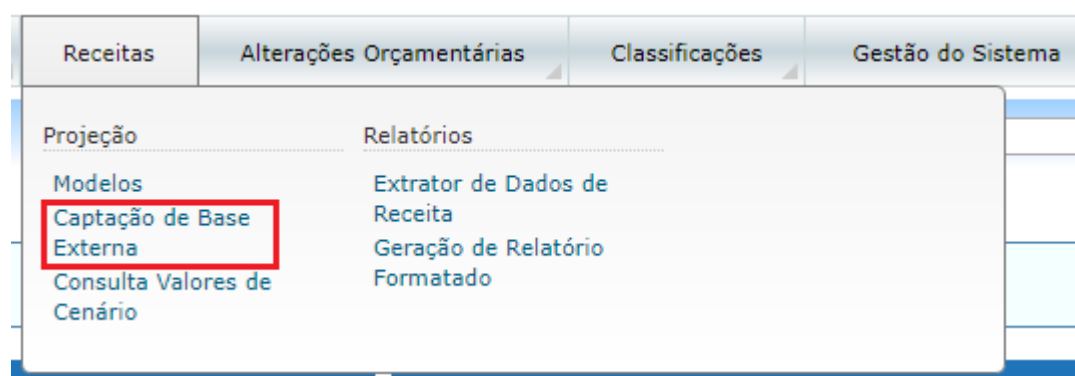 Receitas
Alterações Orçamentárias
Classificações
Gestão do Sistema
Projeção
Modelos
Captação de Base
Externa
Consulta Valores de
Cenário
Relatórios
Extrator de Dados de
Receita
Geração de Relatório
Formatado